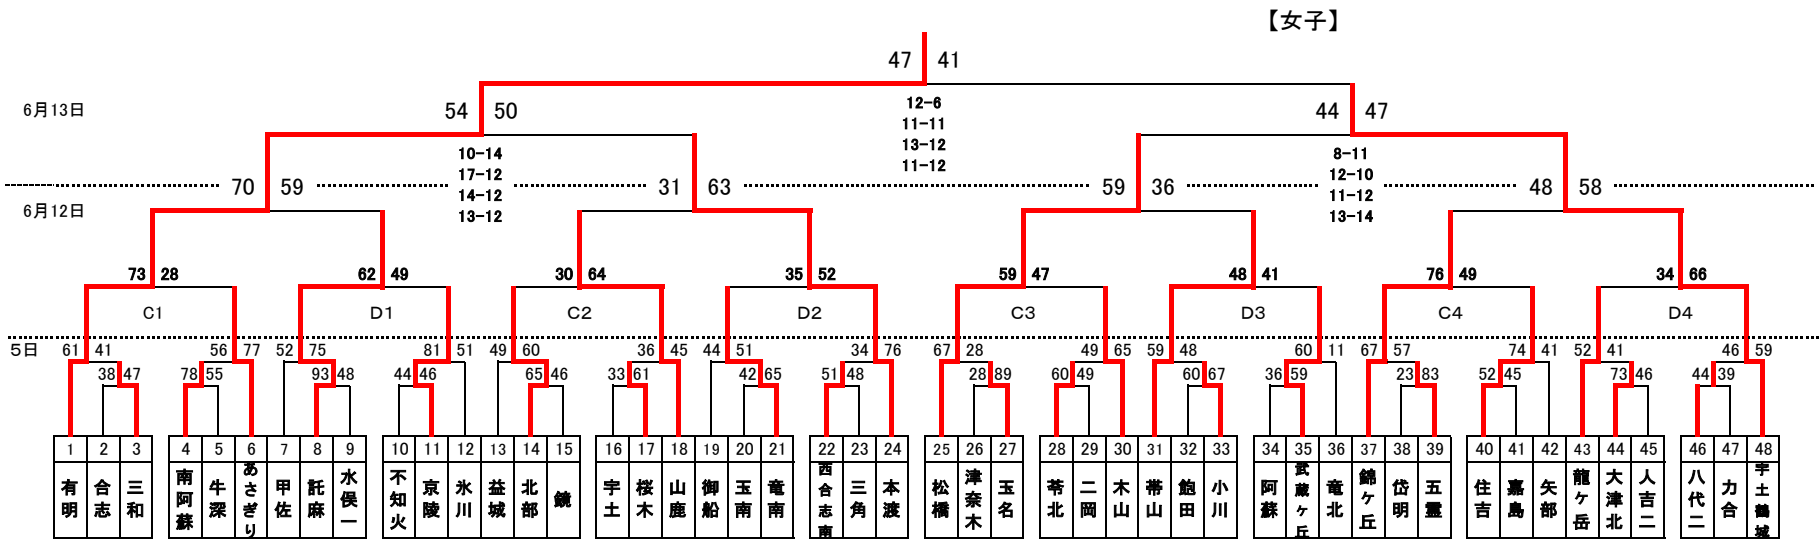 【女子】
47 41
6月13日
54 50
12-6
11-11
13-12
11-12
44 47
10-14
17-12
14-12
13-12
8-11
12-10
11-12
13-14
70 59 31 63 59 36 48 58
6月12日
73 28 62 49 30 64 35 52 59 47 48 41 76 49 34 66
C1 D1 C2 D2 C3 D3 C4 D4
5日
61 41 56 77 52 75 81 51 49 60 36 45 44 51 34 76 67 28 49 65 59 48 60 11 67 57 74 41 52 41 46 59
38 47 78 55 93 48 44 46 65 46 33 61 42 65 51 48 28 89 60 49 60 67 36 59 23 83 52 45 73 46 44 39
1 2 3 4 5 6 7 8 9 10 11 12 13 14 15 16 17 18 19 20 21 22 23 24 25 26 27 28 29 30 31 32 33 34 35 36 37 38 39 40 41 42 43 44 45 46 47 48
有明
合志
三和
南阿蘇
牛深
あさぎり
甲佐
託麻
水俣一
不知火
京陵
氷川
益城
北部
鏡
宇土
桜木
山鹿
御船
玉南
竜南
西合志南
三角
本渡
松橋
津奈木
玉名
苓北
二岡
木山
帯山
飽田
小川
阿蘇
武蔵ヶ丘
竜北
錦ヶ丘
岱明
五霊
住吉
嘉島
矢部
龍ヶ岳
大津北
人吉二
八代二
力合
宇土鶴城